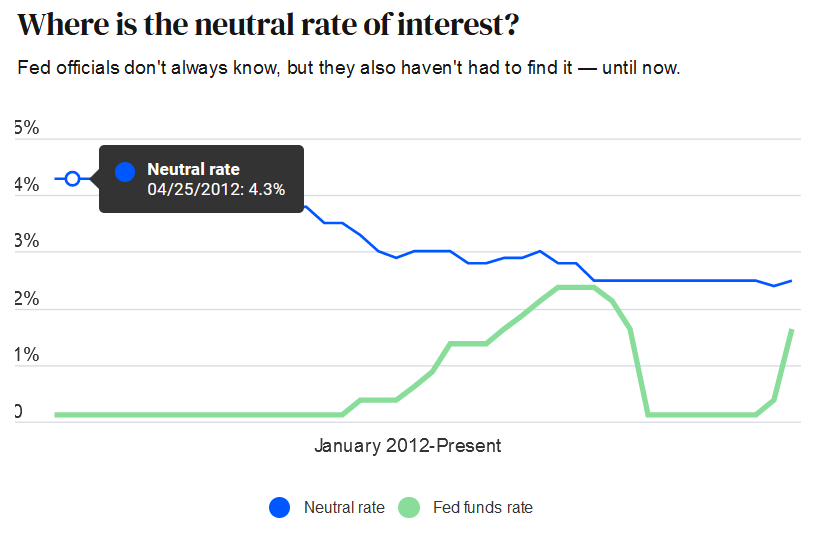 Where is the neutral rate of interest?
Fed officials don't always know, but they also haven't had to find it — until now.
5%
Neutral rate
04/25/2012: 4.3%
4%
3%
2%
1%
0
January 2012-Present
Neutral rate
Fed funds rate